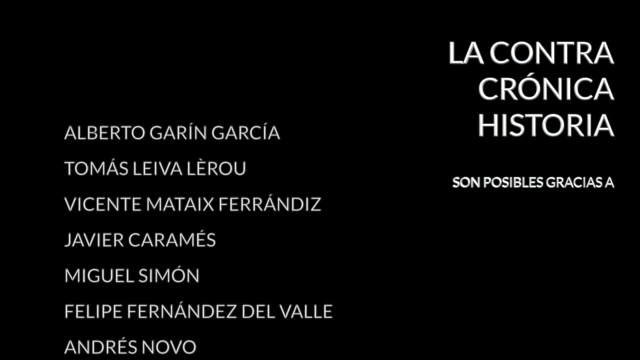 LA CONTRA
CRÓNICA
HISTORIA
SON POSIBLES GRACIAS A
ALBERTO GARÍN GARCÍA
TOMÁS LEIVA LÈROU
VICENTE MATAIX FERRÁNDIZ
JAVIER CARAMÉS
MIGUEL SIMÓN
FELIPE FERNÁNDEZ DEL VALLE
ANDRÉS NOVO